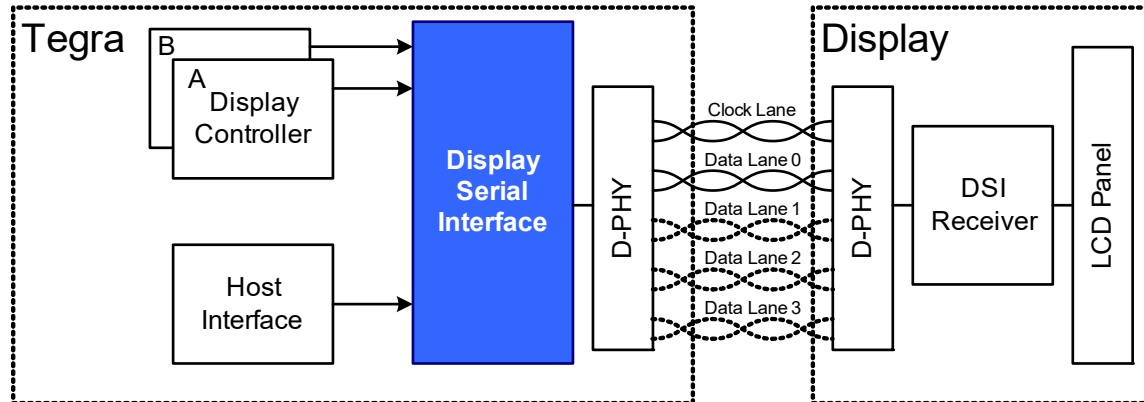 Tegra
B
A
Display
Controller
Host
Interface
Display
Serial
Interface
D-PHY
Clock Lane
Data Lane 0
Data Lane 1
Data Lane 2
Data Lane 3
Display
D-PHY
DSI
Receiver
LCD Panel